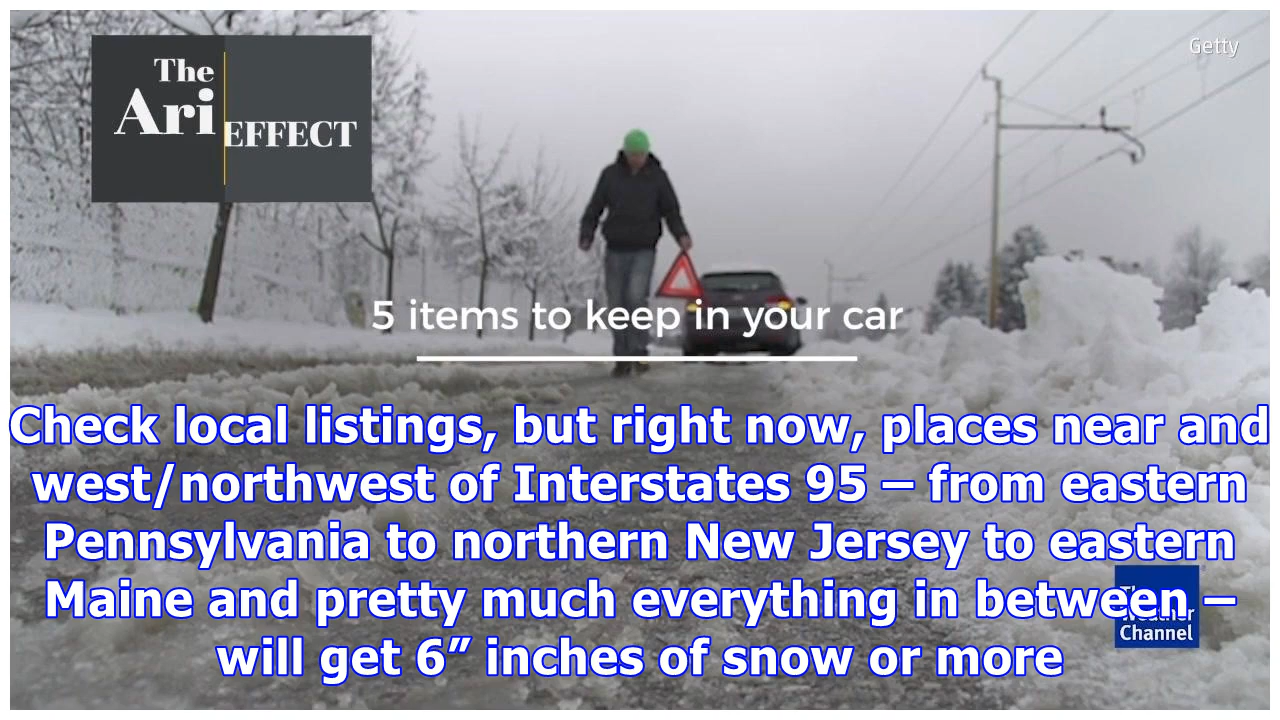 Getty
The
Ari
EFFECT
5 items to keep in your car
Check local listings, but right now, places near and
west/northwest of Interstates 95 – from eastern
Pennsylvania to northern New Jersey to eastern
Maine and pretty much everything in between –
will get 6” inches of snow or more
The
Weather
Channel